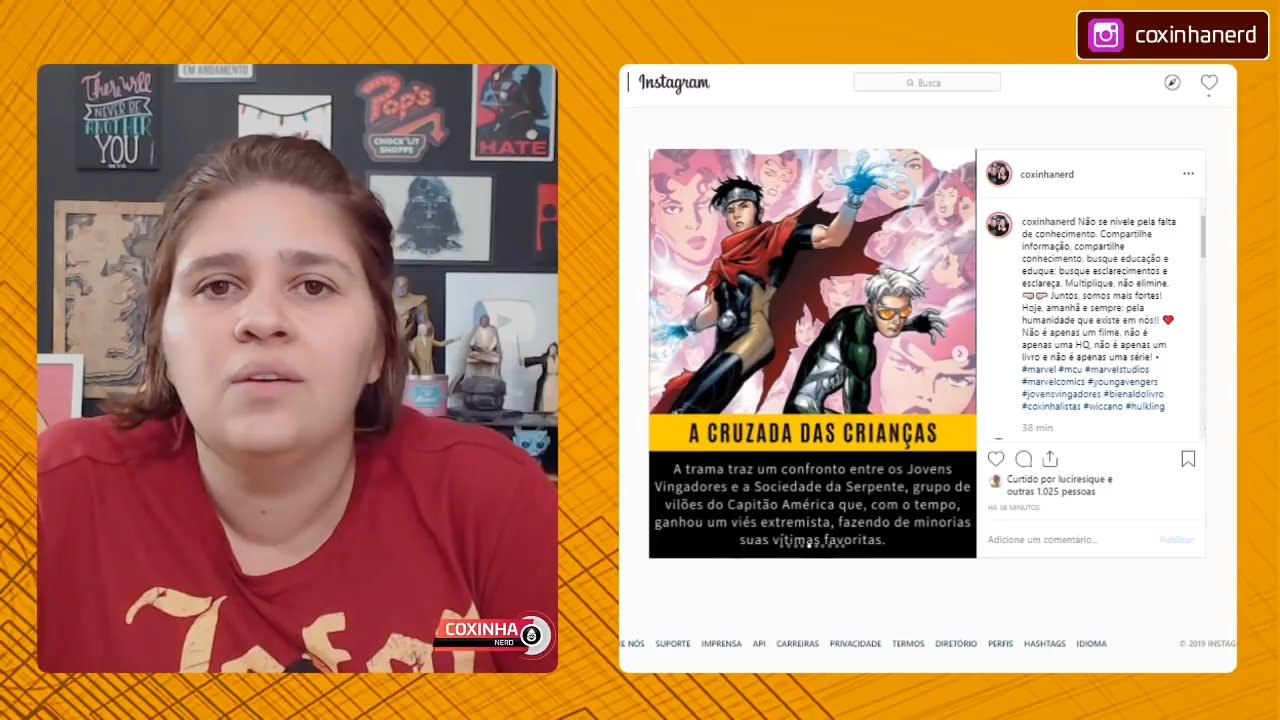 coxinhanerd
There will
NEVER BE
ANOTHER
YOU
EM ANDAMENTO
POP'S
CHOCK'LIT
SHOPPE
HATE
COXINHA
NERD
Instagram
Busca
A CRUZADA DAS CRIANÇAS
A trama traz um confronto entre os Jovens
Vingadores e a Sociedade da Serpente, grupo de
vilões do Capitão América que, com o tempo,
ganhou um viés extremista, fazendo de minorias
suas vítimas favoritas.
coxinhanerd
coxinhanerd Não se nivele pela falta
de conhecimento. Compartilhe
informação, compartilhe
conhecimento, busque educação e
eduque: busque esclarecimentos e
esclareça. Multiplique, não elimine.
Juntos, somos mais fortes!
Hoje, amanhã e sempre: pela
humanidade que existe em nós!! ❤
Não é apenas um filme, não é
apenas uma HQ, não é apenas um
livro e não é apenas uma série! •
#marvel #mcu #marvelstudios
#marvelcomics #youngavengers
#jovensvingadores #bienaldolivro
#coxinhalistas #wiccano #hulkling
38 min
Curtido por luciresique e
outras 1.025 pessoas
HÁ 38 MINUTOS
Adicione um comentário... Publicar
RE NÓS SUPORTE IMPRENSA API CARREIRAS PRIVACIDADE TERMOS DIRETÓRIO PERFIS HASHTAGS IDIOMA © 2019 INSTAG